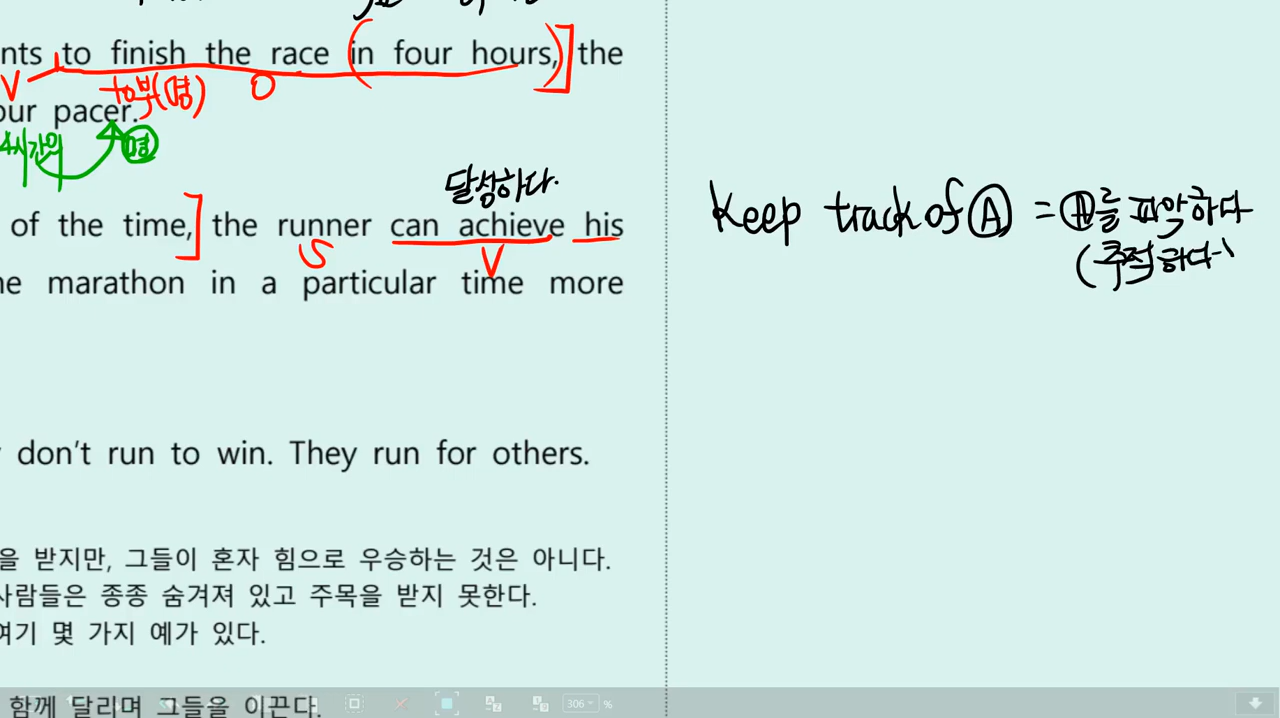 nts to finish the race (in four hours,)] the
V to부(명) O
our pacer.
4시간의 명
달성하다.
of the time,] the runner can achieve his
Keep track of Ⓐ = Ⓐ를 파악하다
S V
(추적하다)
ne marathon in a particular time more
don't run to win. They run for others.
을 받지만, 그들이 혼자 힘으로 우승하는 것은 아니다.
사람들은 종종 숨겨져 있고 주목을 받지 못한다.
여기 몇 가지 예가 있다.
함께 달리며 그들을 이끈다.
306 %